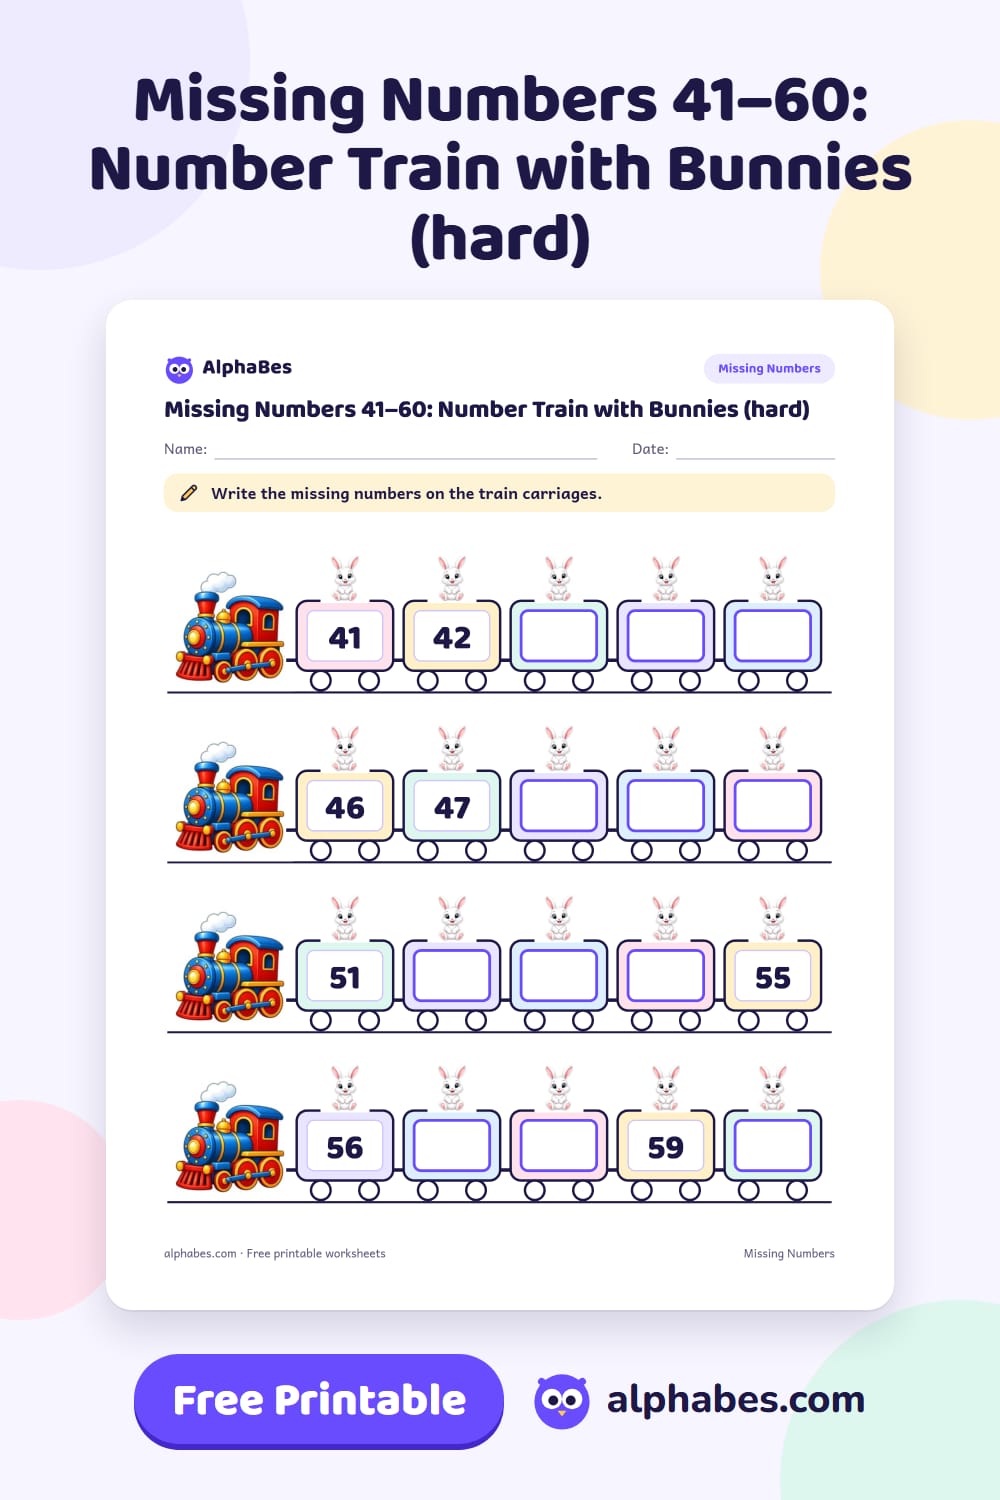 Missing Numbers 41–60:
Number Train with Bunnies
(hard)
AlphaBes
Missing Numbers
Missing Numbers 41–60: Number Train with Bunnies (hard)
Name:
Date:
Write the missing numbers on the train carriages.
41 42
46 47
51 55
56 59
alphabes.com · Free printable worksheets
Missing Numbers
Free Printable
alphabes.com